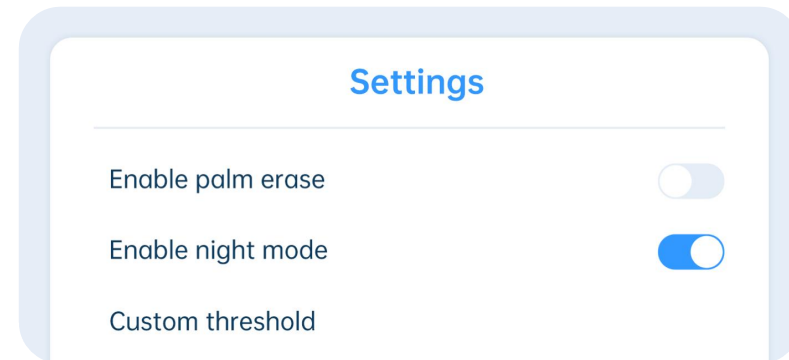 Settings
Enable palm erase
Enable night mode
Custom threshold